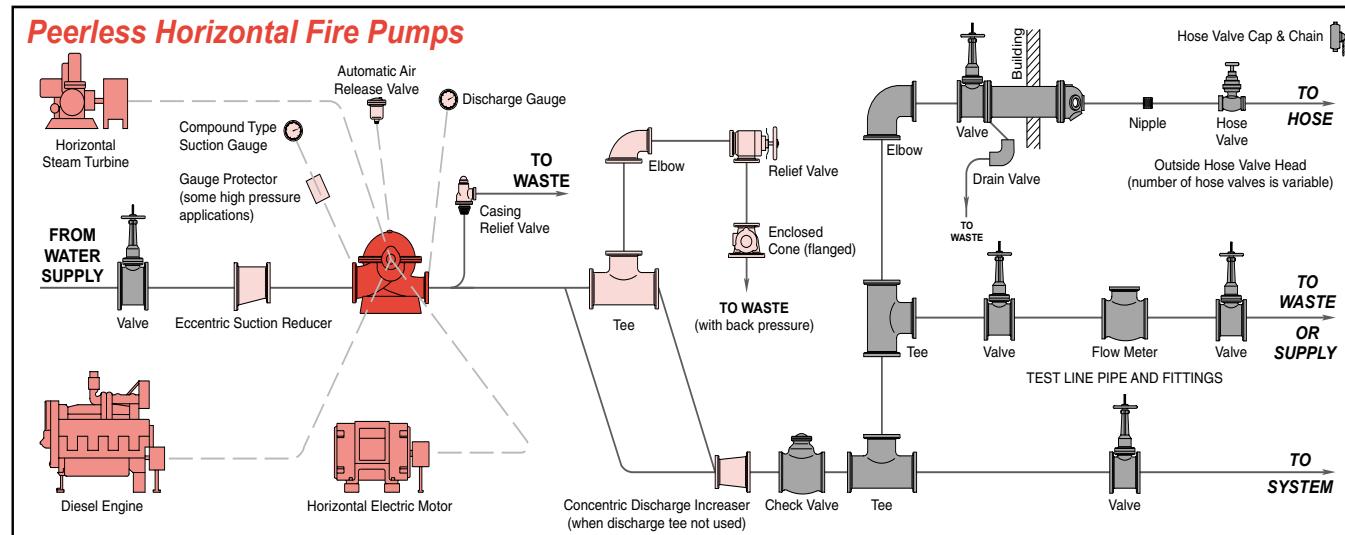 Peerless Horizontal Fire Pumps
Horizontal
Steam Turbine
Compound Type
Suction Gauge
Gauge Protector
(some high pressure
applications)
Automatic Air
Release Valve
Discharge Gauge
TO
WASTE
Casing
Relief Valve
Elbow
Relief Valve
Enclosed
Cone (flanged)
TO WASTE
(with back pressure)
FROM
WATER
SUPPLY
Valve
Eccentric Suction Reducer
Tee
Diesel Engine
Horizontal Electric Motor
Concentric Discharge Increaser
(when discharge tee not used)
Check Valve
Tee
Elbow
Valve
Building
Drain Valve
TO
WASTE
Nipple
Hose
Valve
Hose Valve Cap & Chain
TO
HOSE
Outside Hose Valve Head
(number of hose valves is variable)
Tee
Valve
Flow Meter
Valve
TO
WASTE
OR
SUPPLY
TEST LINE PIPE AND FITTINGS
Valve
TO
SYSTEM